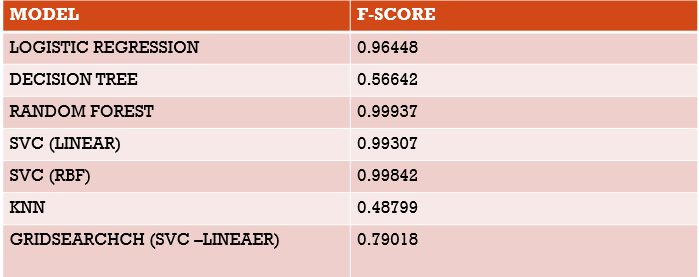 MODEL F-SCORE
LOGISTIC REGRESSION 0.96448
DECISION TREE 0.56642
RANDOM FOREST 0.99937
SVC (LINEAR) 0.99307
SVC (RBF) 0.99842
KNN 0.48799
GRIDSEARCHCH (SVC –LINEAER) 0.79018